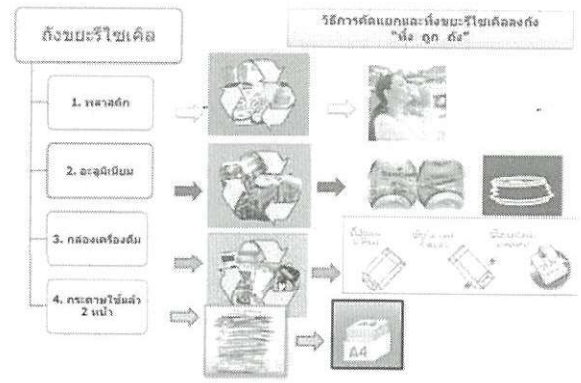 ถังขยะรีไซเคิล
วิธีการคัดแยกและทิ้งขยะรีไซเคิลลงถัง
"ทิ้ง ถูก ถัง"
1. พลาสติก
2. อะลูมิเนียม
3. กล่องเครื่องดื่ม
4. กระดาษใช้แล้ว
2 หน้า
A4